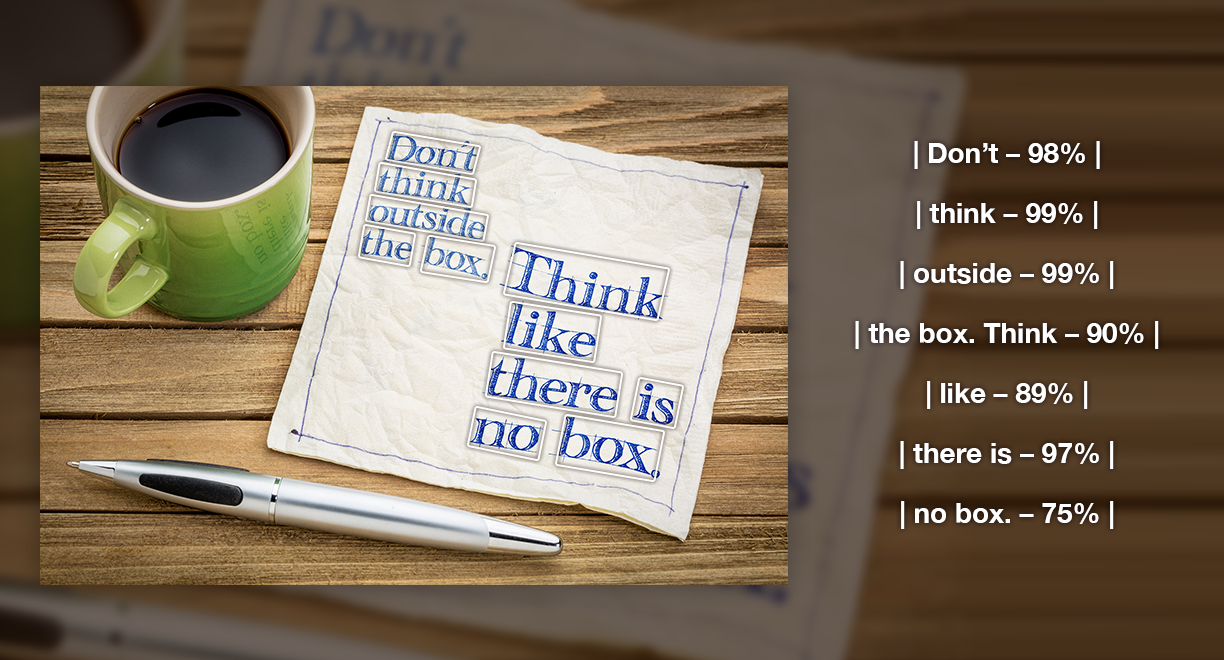 Don't
think
outside
the box.
Think
like
there is
no box.
| Don’t – 98% |
| think – 99% |
| outside – 99% |
| the box. Think – 90% |
| like – 89% |
| there is – 97% |
| no box. – 75% |